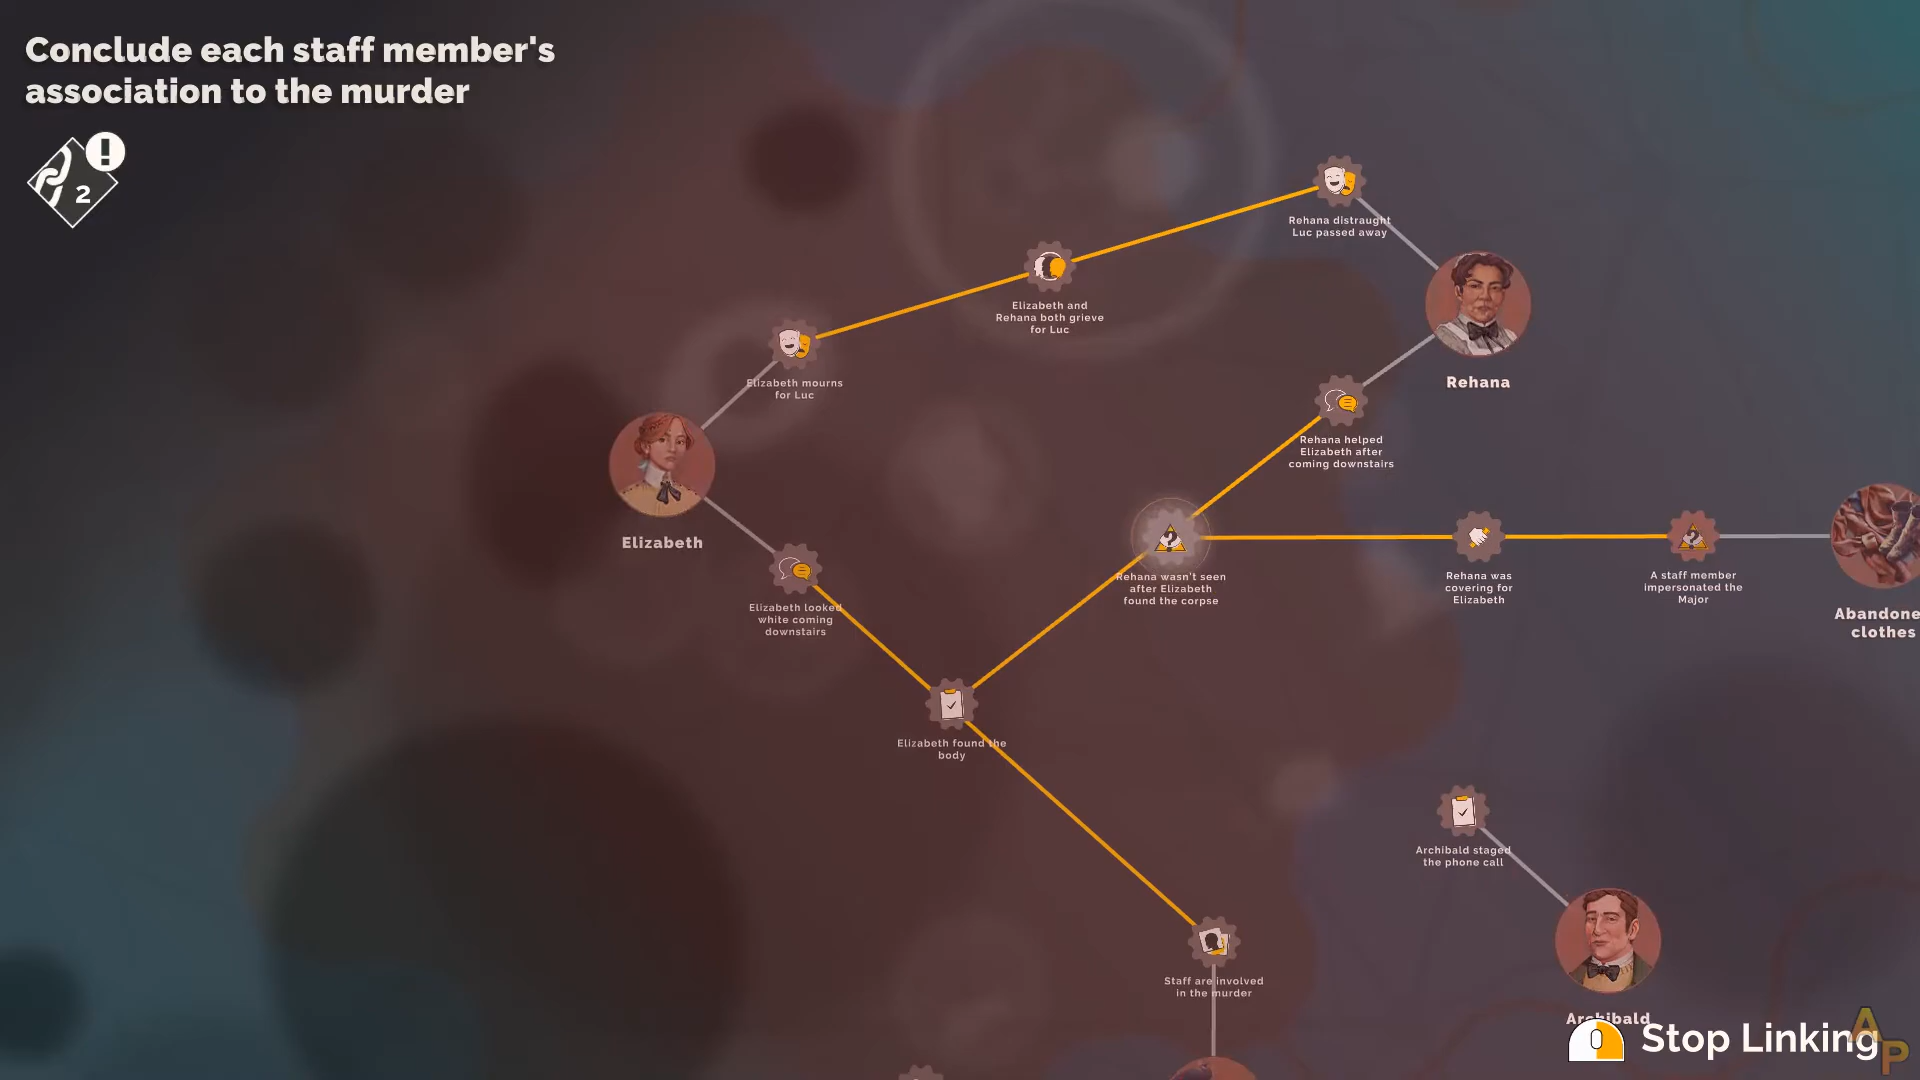 Conclude each staff member's
association to the murder
2
Rehana distraught
Luc passed away
Elizabeth and
Rehana both grieve
for Luc
Elizabeth mourns
for Luc
Rehana
Rehana helped
Elizabeth after
coming downstairs
Elizabeth
Rehana wasn't seen
after Elizabeth
found the corpse
Rehana was
covering for
Elizabeth
A staff member
impersonated the
Major
Abandone
clothes
Elizabeth looked
white coming
downstairs
Elizabeth found the
body
Archibald staged
the phone call
Staff are involved
in the murder
Archibald
Stop Linking
AP